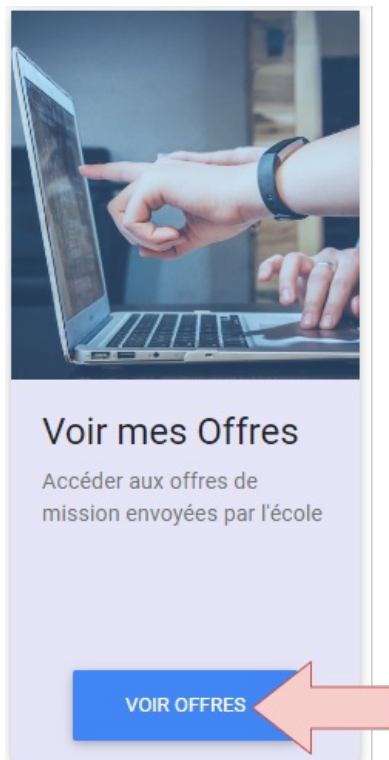 Voir mes Offres
Accéder aux offres de
mission envoyées par l'école
VOIR OFFRES